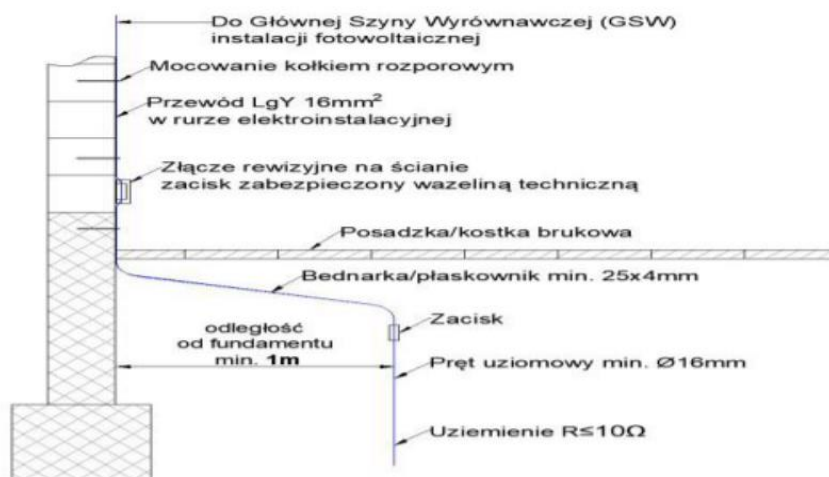 Do Głównej Szyny Wyrównawczej (GSW)
instalacji fotowoltaicznej
Mocowanie kołkiem rozporowym
Przewód LgY 16mm²
w rurze elektroinstalacyjnej
Złącze rewizyjne na ścianie
zacisk zabezpieczony wazeliną techniczną
Posadzka/kostka brukowa
Bednarka/płaskownik min. 25x4mm
odległość
od fundamentu
min. 1m
Zacisk
Pręt uziomowy min. Ø16mm
Uziemienie R≤10Ω